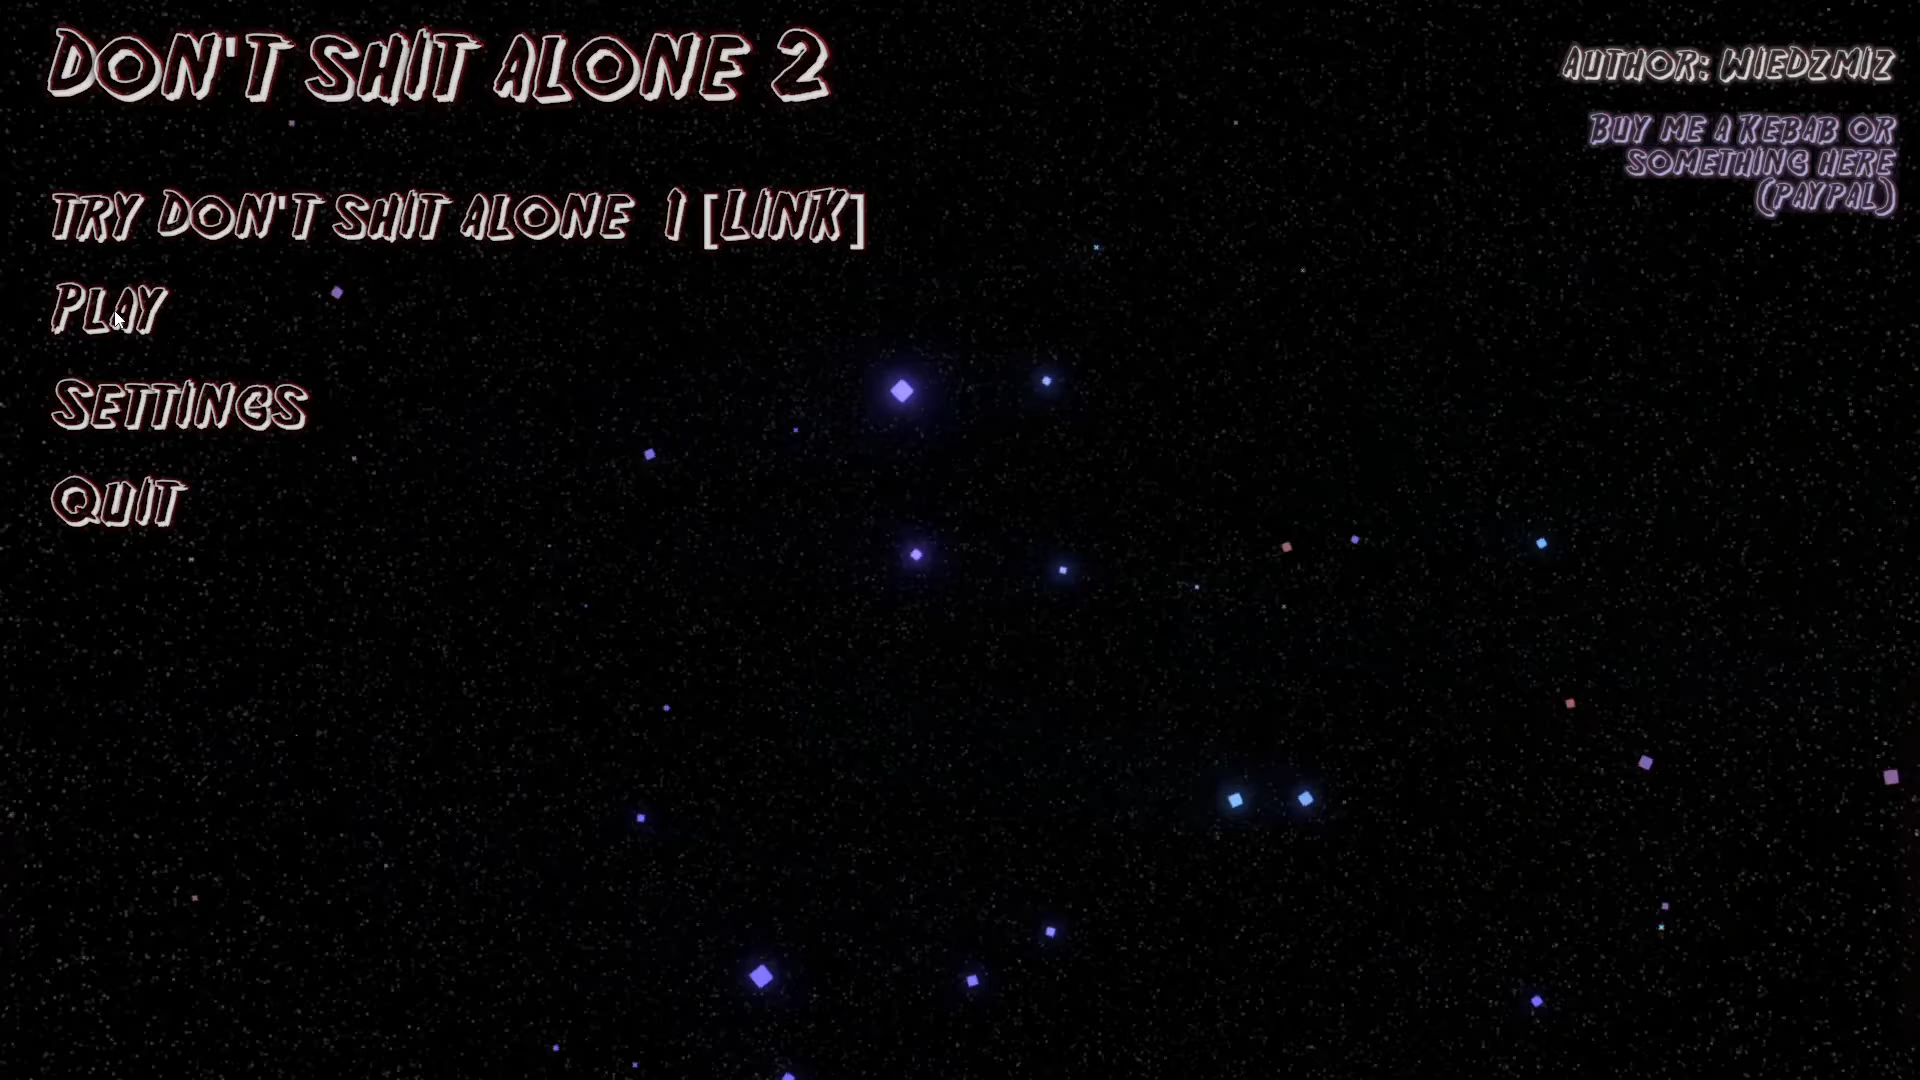 DON'T SHIT ALONE 2
AUTHOR: WIEDZMIZ
BUY ME A KEBAB OR
SOMETHING HERE
(PAYPAL)
TRY DON'T SHIT ALONE 1 [LINK]
PLAY
SETTINGS
QUIT